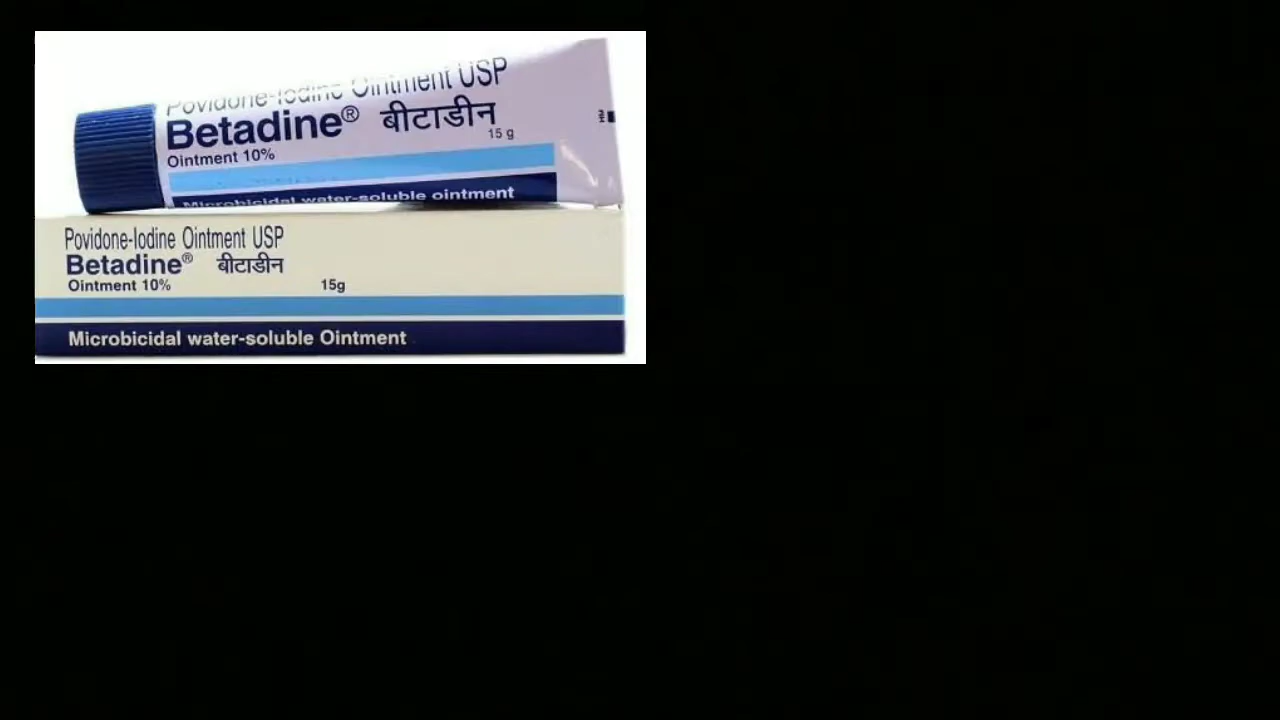 Povidone-Iodine Ointment USP
Betadine® बीटाडीन
15 g
Ointment 10%
Microbicidal water-soluble ointment
Povidone-Iodine Ointment USP
Betadine® बीटाडीन
Ointment 10% 15g
Microbicidal water-soluble Ointment